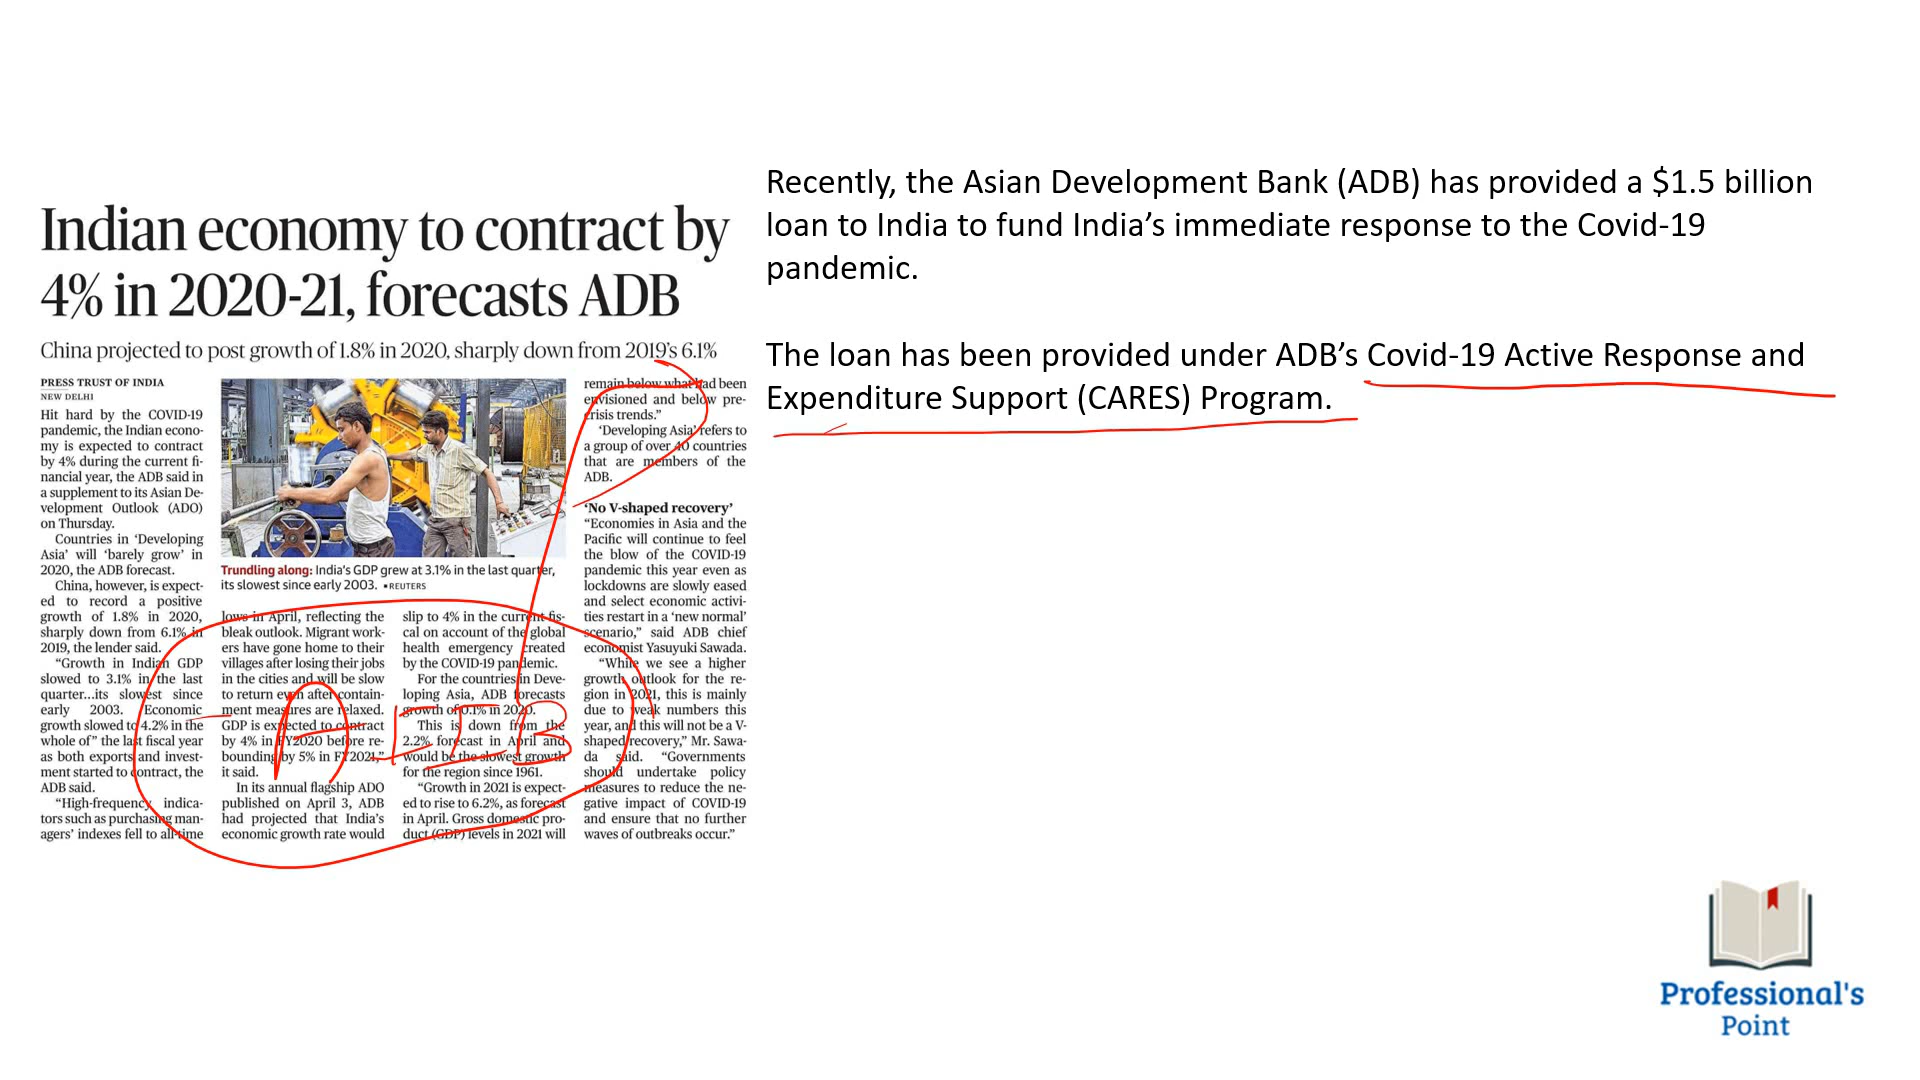 Indian economy to contract by
4% in 2020-21, forecasts ADB
China projected to post growth of 1.8% in 2020, sharply down from 2019's 6.1%
PRESS TRUST OF INDIA
NEW DELHI
Hit hard by the COVID-19
pandemic, the Indian econo-
my is expected to contract
by 4% during the current fi-
nancial year, the ADB said in
a supplement to its Asian De-
velopment Outlook (ADO)
on Thursday.
Countries in 'Developing
Asia' will 'barely grow' in
2020, the ADB forecast.
China, however, is expect-
ed to record a positive
growth of 1.8% in 2020,
sharply down from 6.1% in
2019, the lender said.
"Growth in Indian GDP
slowed to 3.1% in the last
quarter...its slowest since
early 2003. Economic
growth slowed to 4.2% in the
whole of" the last fiscal year
as both exports and invest-
ment started to contract, the
ADB said.
"High-frequency indica-
tors such as purchasing man-
agers' indexes fell to all-time
Trundling along: India's GDP grew at 3.1% in the last quarter,
its slowest since early 2003. ▪REUTERS
lows in April, reflecting the
bleak outlook. Migrant work-
ers have gone home to their
villages after losing their jobs
in the cities and will be slow
to return even after contain-
ment measures are relaxed.
GDP is expected to contract
by 4% in FY2020 before re-
bounding by 5% in FY2021,"
it said.
In its annual flagship ADO
published on April 3, ADB
had projected that India's
economic growth rate would
slip to 4% in the current fis-
cal on account of the global
health emergency created
by the COVID-19 pandemic.
For the countries in Deve-
loping Asia, ADB forecasts
growth of 0.1% in 2020.
This is down from the
2.2% forecast in April and
would be the slowest growth
for the region since 1961.
"Growth in 2021 is expect-
ed to rise to 6.2%, as forecast
in April. Gross domestic pro-
duct (GDP) levels in 2021 will
remain below what had been
envisioned and below pre-
crisis trends."
'Developing Asia' refers to
a group of over 40 countries
that are members of the
ADB.
'No V-shaped recovery'
"Economies in Asia and the
Pacific will continue to feel
the blow of the COVID-19
pandemic this year even as
lockdowns are slowly eased
and select economic activi-
ties restart in a 'new normal'
scenario," said ADB chief
economist Yasuyuki Sawada.
"While we see a higher
growth outlook for the re-
gion in 2021, this is mainly
due to weak numbers this
year, and this will not be a V-
shaped recovery," Mr. Sawa-
da said. "Governments
should undertake policy
measures to reduce the ne-
gative impact of COVID-19
and ensure that no further
waves of outbreaks occur."
AIIB
Recently, the Asian Development Bank (ADB) has provided a $1.5 billion
loan to India to fund India's immediate response to the Covid-19
pandemic.
The loan has been provided under ADB's Covid-19 Active Response and
Expenditure Support (CARES) Program.
Professional's
Point